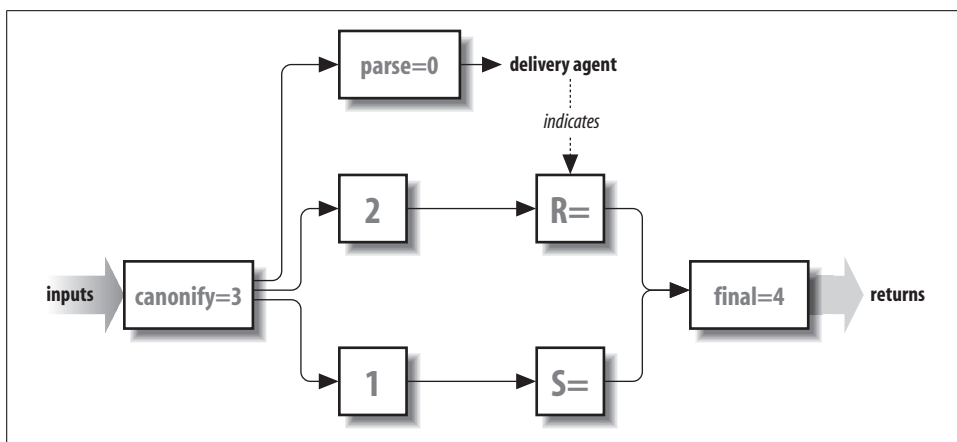 parse=0
delivery agent
indicates
2
R=
inputs
canonify=3
final=4
returns
1
S=